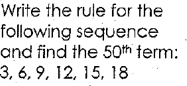 Write the rule for the
following sequence
and find the 50th term:
3, 6, 9, 12, 15, 18